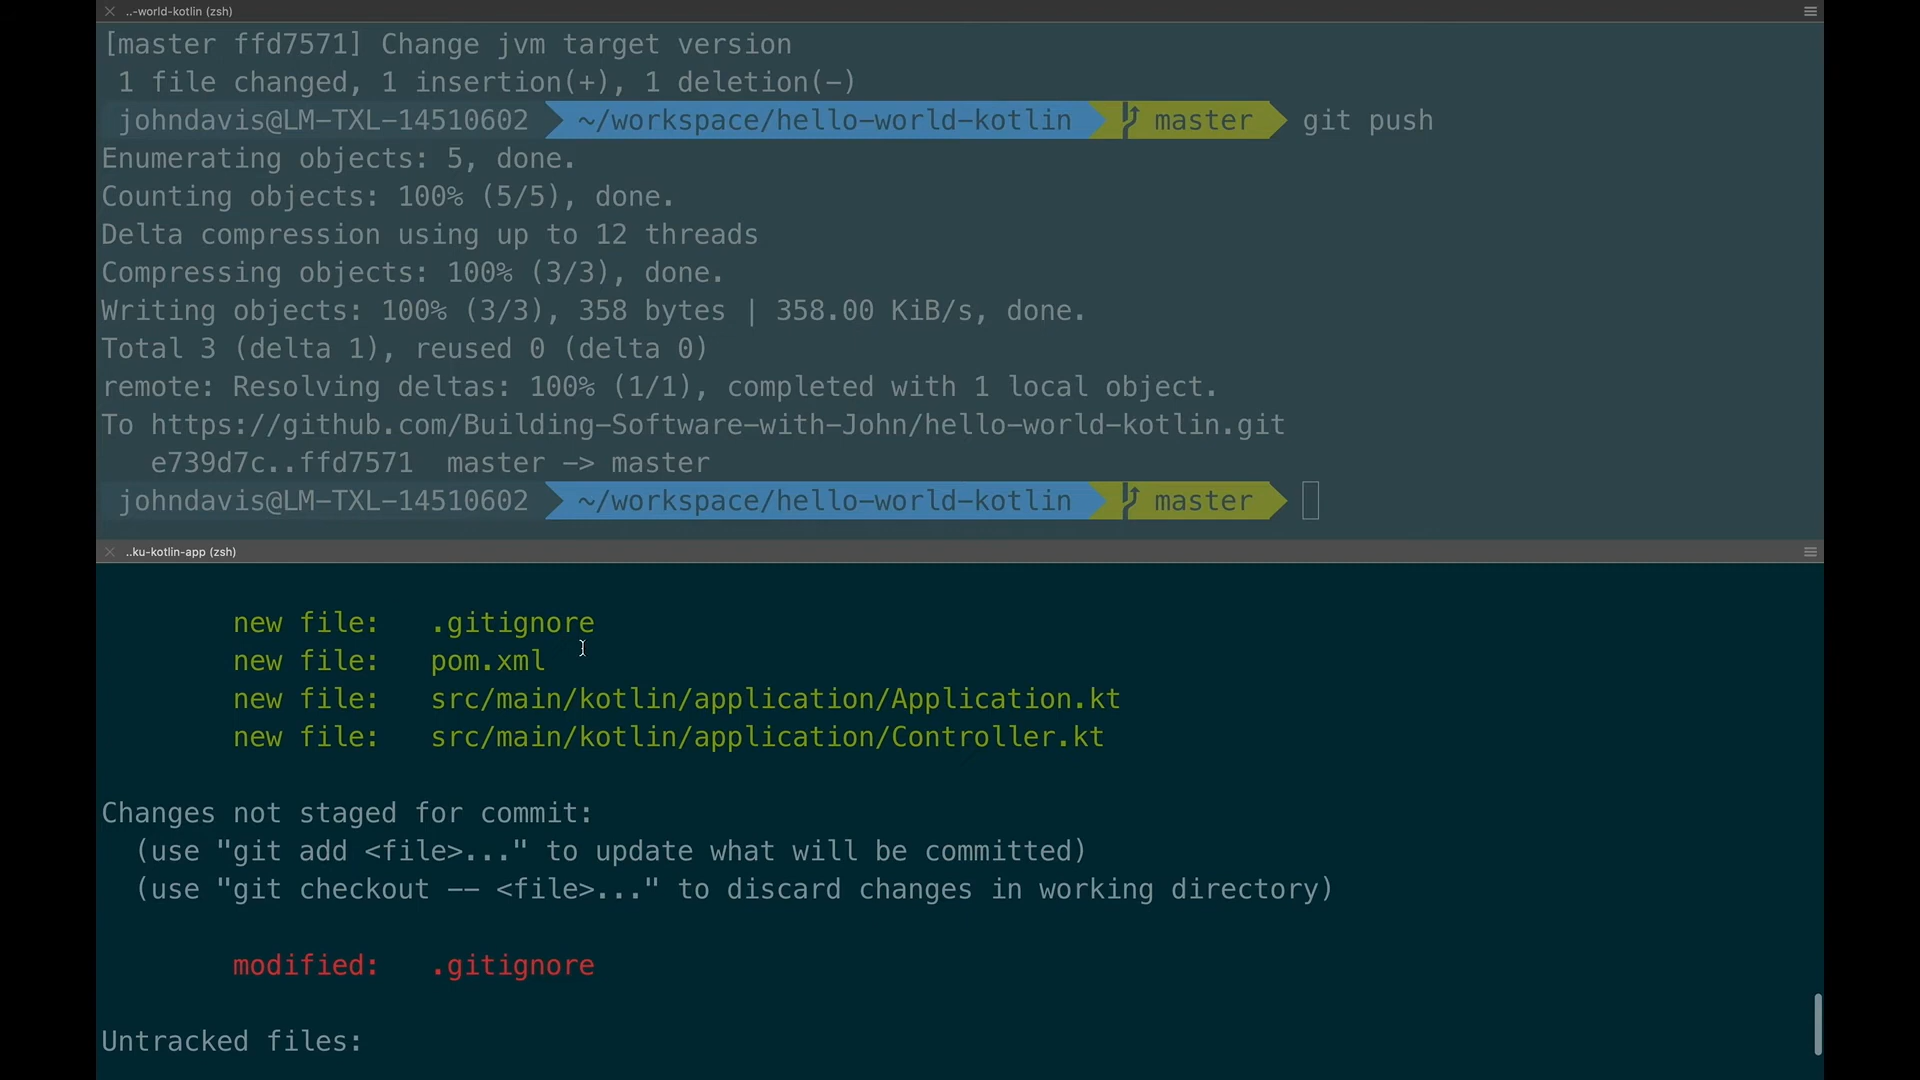 ..-world-kotlin (zsh)
[master ffd7571] Change jvm target version
1 file changed, 1 insertion(+), 1 deletion(-)
johndavis@LM-TXL-14510602 ~/workspace/hello-world-kotlin master git push
Enumerating objects: 5, done.
Counting objects: 100% (5/5), done.
Delta compression using up to 12 threads
Compressing objects: 100% (3/3), done.
Writing objects: 100% (3/3), 358 bytes | 358.00 KiB/s, done.
Total 3 (delta 1), reused 0 (delta 0)
remote: Resolving deltas: 100% (1/1), completed with 1 local object.
To https://github.com/Building-Software-with-John/hello-world-kotlin.git
e739d7c..ffd7571 master -> master
johndavis@LM-TXL-14510602 ~/workspace/hello-world-kotlin master
..ku-kotlin-app (zsh)
new file: .gitignore
new file: pom.xml
new file: src/main/kotlin/application/Application.kt
new file: src/main/kotlin/application/Controller.kt
Changes not staged for commit:
(use "git add <file>..." to update what will be committed)
(use "git checkout -- <file>..." to discard changes in working directory)
modified: .gitignore
Untracked files: